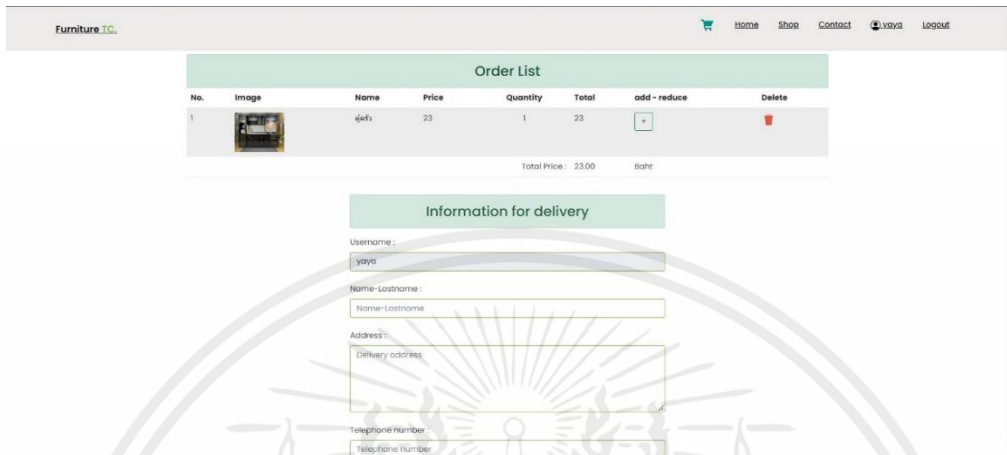 Furniture TC. Home Shop Contact yaya Logout
Order List
No. Image Name Price Quantity Total add - reduce Delete
1 ตู้ครัว 23 1 23 +
Total Price : 23.00 Baht
Information for delivery
Username :
yaya
Name-Lastname :
Name-Lastname
Address :
Delivery address
Telephone number :
Telephone number